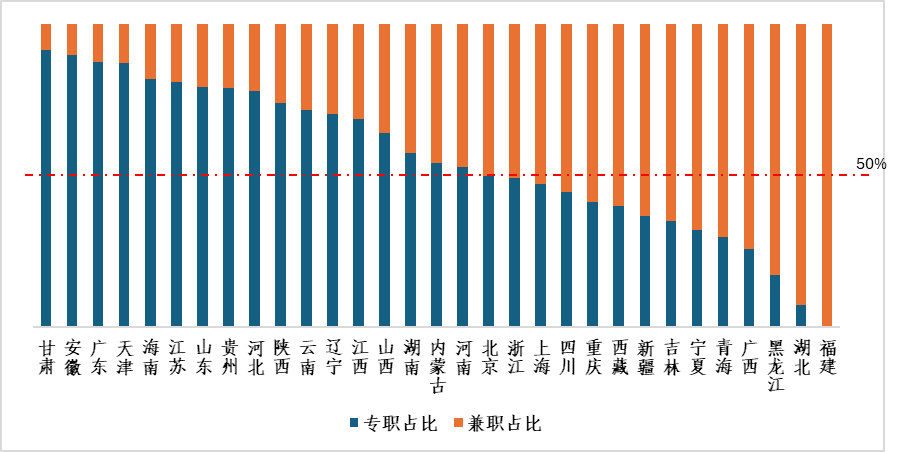 50%
甘肃
安徽
广东
天津
海南
江苏
山东
贵州
河北
陕西
云南
辽宁
江西
山西
湖南
内蒙古
河南
北京
浙江
上海
四川
重庆
西藏
新疆
吉林
宁夏
青海
广西
黑龙江
湖北
福建
专职占比 兼职占比